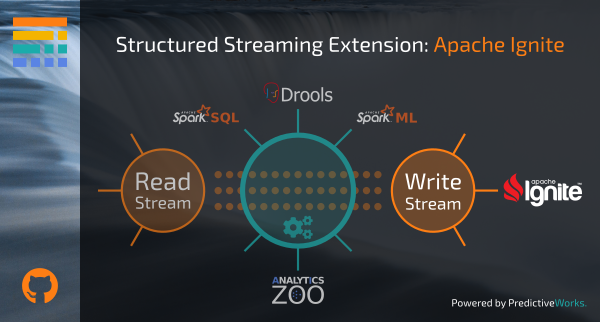 Structured Streaming Extension: Apache Ignite
Drools
APACHE
Spark SQL
APACHE
Spark ML
Read
Stream
Write
Stream
apache
Ignite™
ANALYTICS
ZOO
Powered by PredictiveWorks.